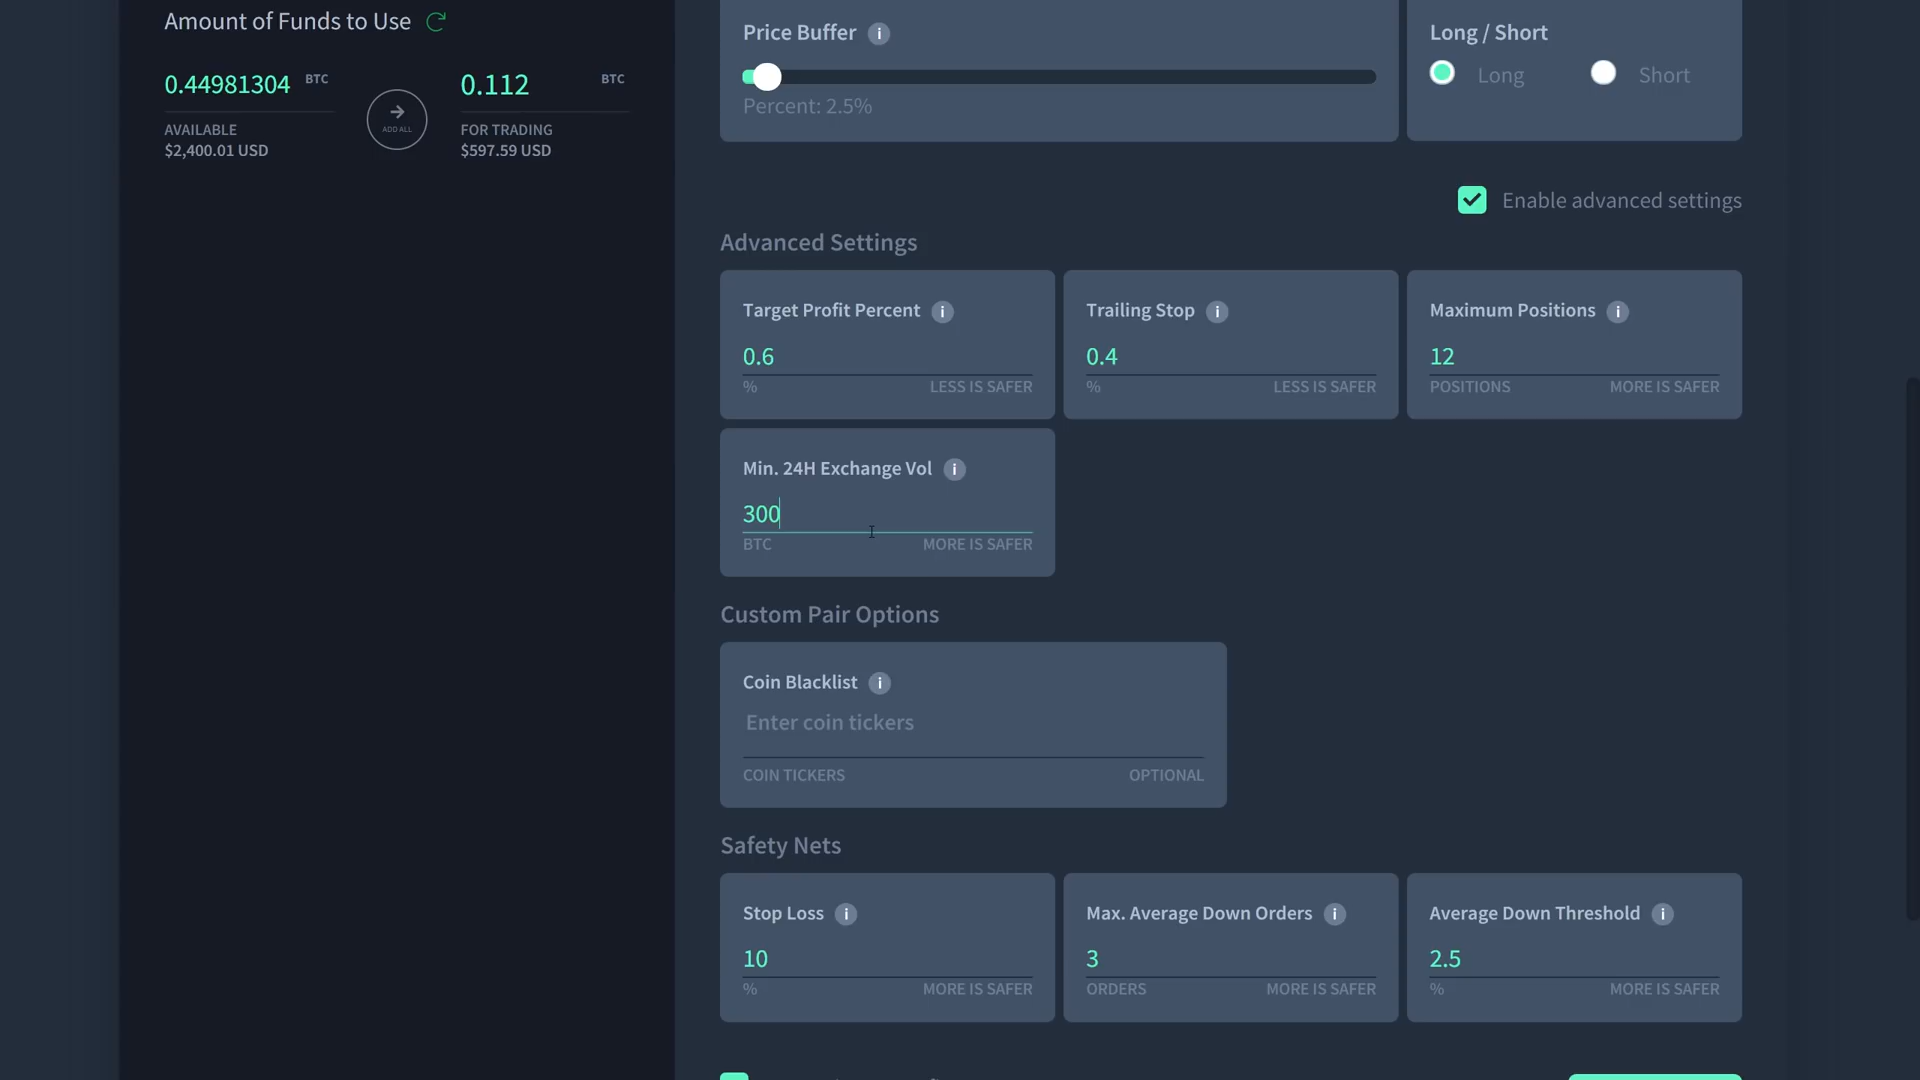 Amount of Funds to Use
0.44981304 BTC
ADD ALL
0.112 BTC
AVAILABLE
$2,400.01 USD
FOR TRADING
$597.59 USD
Price Buffer i
Percent: 2.5%
Long / Short
Long Short
Enable advanced settings
Advanced Settings
Target Profit Percent i
0.6
% LESS IS SAFER
Trailing Stop i
0.4
% LESS IS SAFER
Maximum Positions i
12
POSITIONS MORE IS SAFER
Min. 24H Exchange Vol i
300
BTC MORE IS SAFER
Custom Pair Options
Coin Blacklist i
Enter coin tickers
COIN TICKERS OPTIONAL
Safety Nets
Stop Loss i
10
% MORE IS SAFER
Max. Average Down Orders i
3
ORDERS MORE IS SAFER
Average Down Threshold i
2.5
% MORE IS SAFER